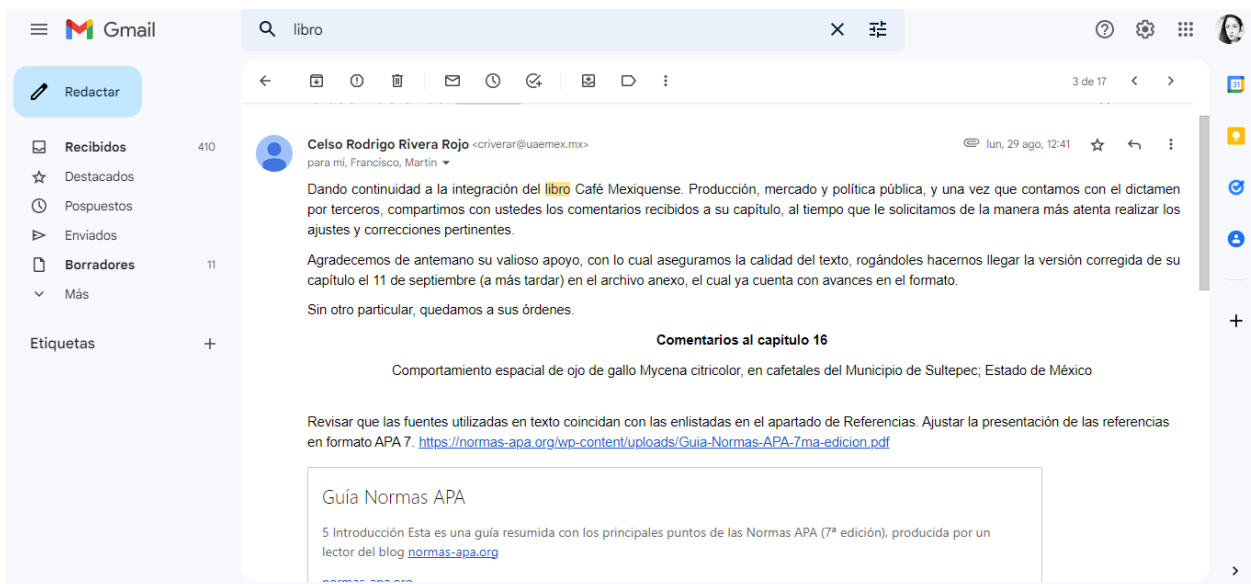 Gmail
libro
Redactar
3 de 17
31
Recibidos 410
Destacados
Pospuestos
Enviados
Borradores 11
Más
Etiquetas
Celso Rodrigo Rivera Rojo <criverar@uaemex.mx>
lun, 29 ago, 12:41
para mí, Francisco, Martin
Dando continuidad a la integración del libro Café Mexiquense. Producción, mercado y política pública, y una vez que contamos con el dictamen
por terceros, compartimos con ustedes los comentarios recibidos a su capítulo, al tiempo que le solicitamos de la manera más atenta realizar los
ajustes y correcciones pertinentes.
Agradecemos de antemano su valioso apoyo, con lo cual aseguramos la calidad del texto, rogándoles hacernos llegar la versión corregida de su
capítulo el 11 de septiembre (a más tardar) en el archivo anexo, el cual ya cuenta con avances en el formato.
Sin otro particular, quedamos a sus órdenes.
Comentarios al capítulo 16
Comportamiento espacial de ojo de gallo Mycena citricolor, en cafetales del Municipio de Sultepec; Estado de México
Revisar que las fuentes utilizadas en texto coincidan con las enlistadas en el apartado de Referencias. Ajustar la presentación de las referencias
en formato APA 7. https://normas-apa.org/wp-content/uploads/Guia-Normas-APA-7ma-edicion.pdf
Guía Normas APA
5 Introducción Esta es una guía resumida con los principales puntos de las Normas APA (7ª edición), producida por un
lector del blog normas-apa.org
normas-apa.org